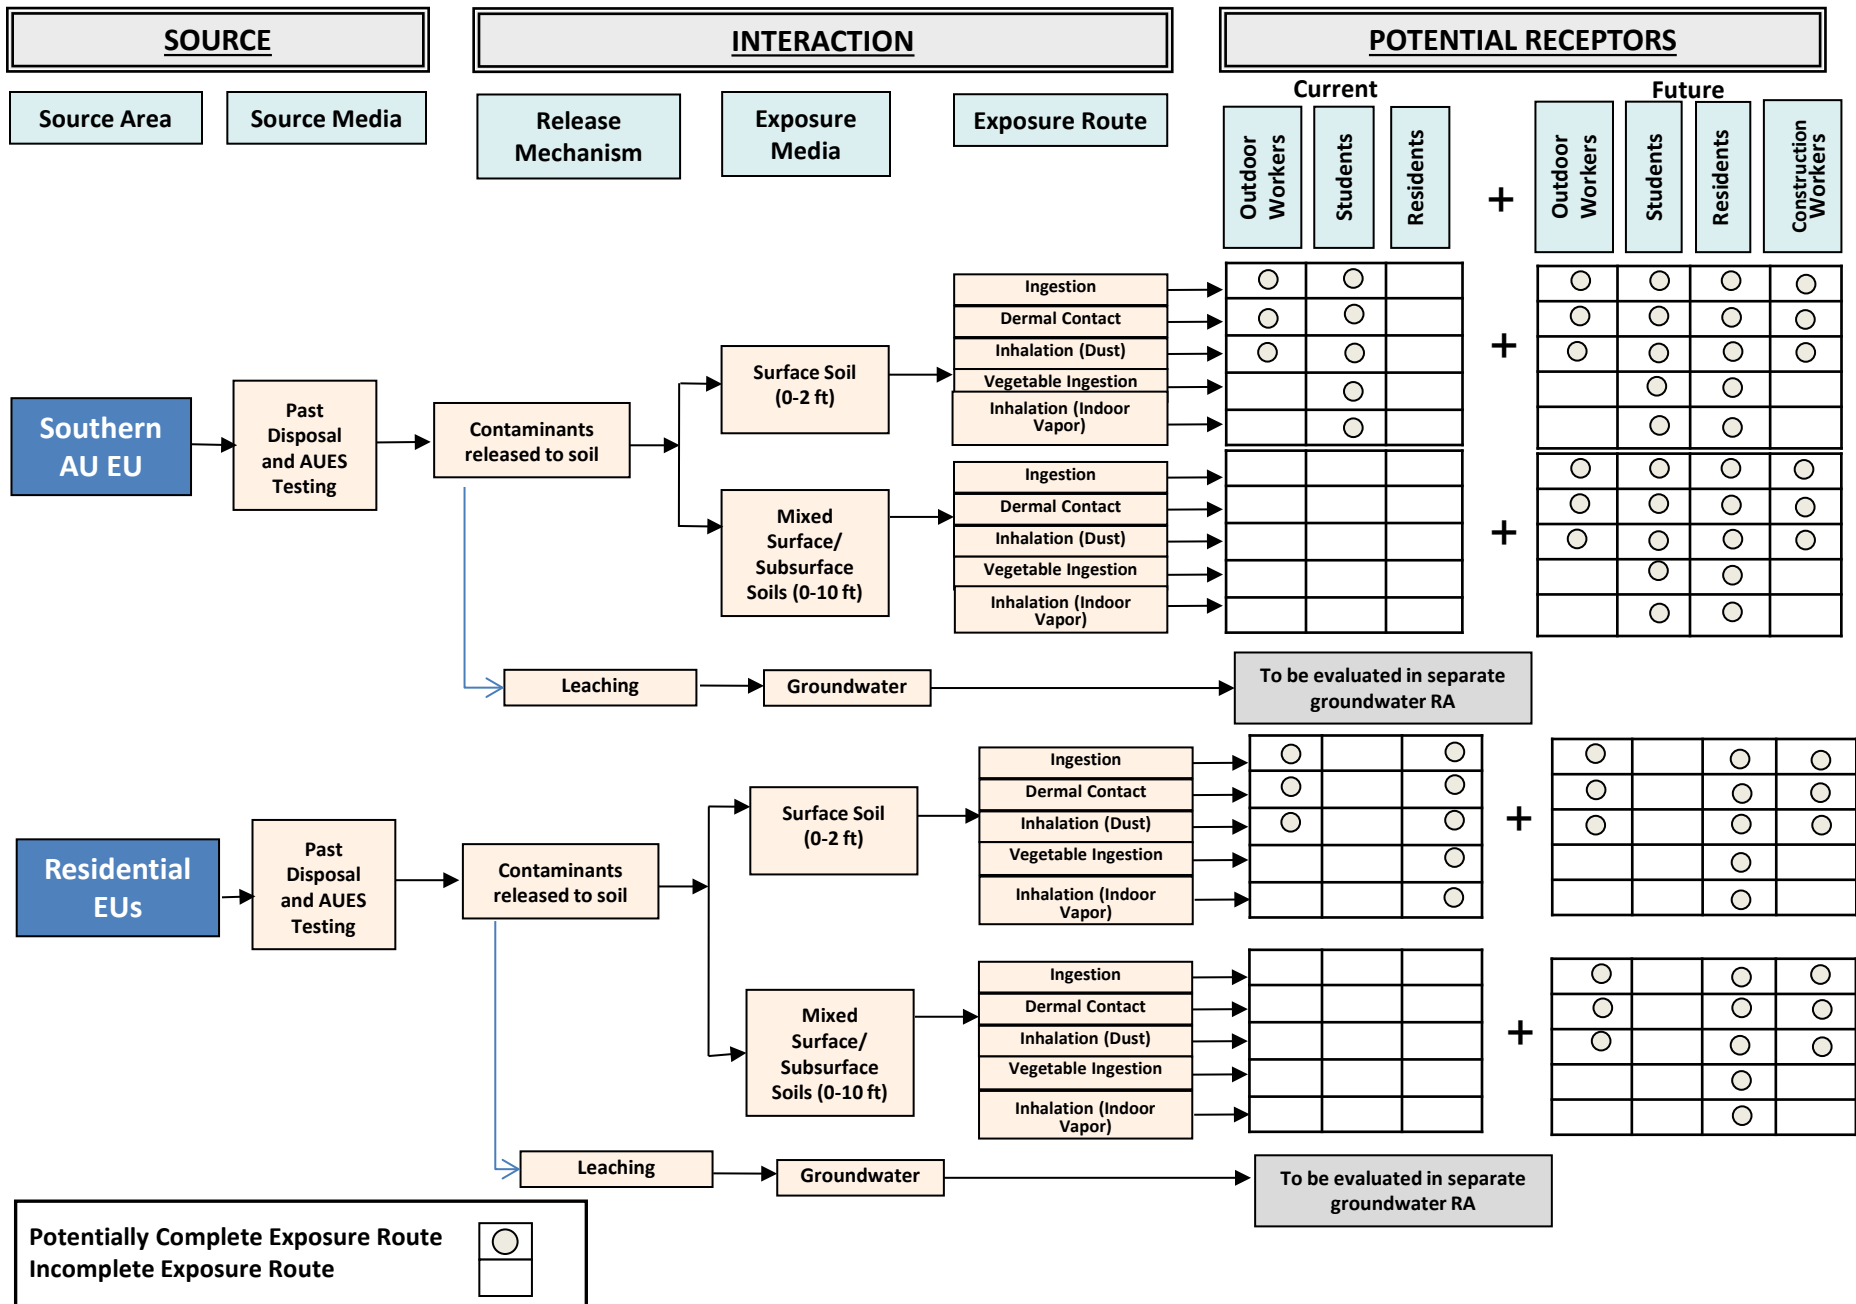 SOURCE
INTERACTION
POTENTIAL RECEPTORS
Current
Future
Source Area
Source Media
Release
Mechanism
Exposure
Media
Exposure Route
Outdoor
Workers
Students
Residents
+
Outdoor
Workers
Students
Residents
Construction
Workers
Southern
AU EU
Past
Disposal
and AUES
Testing
Contaminants
released to soil
Surface Soil
(0-2 ft)
Ingestion
Dermal Contact
Inhalation (Dust)
Vegetable Ingestion
Inhalation (Indoor
Vapor)
+
Mixed
Surface/
Subsurface
Soils (0-10 ft)
Ingestion
Dermal Contact
Inhalation (Dust)
Vegetable Ingestion
Inhalation (Indoor
Vapor)
+
Leaching
Groundwater
To be evaluated in separate
groundwater RA
Residential
EUs
Past
Disposal
and AUES
Testing
Contaminants
released to soil
Surface Soil
(0-2 ft)
Ingestion
Dermal Contact
Inhalation (Dust)
Vegetable Ingestion
Inhalation (Indoor
Vapor)
+
Mixed
Surface/
Subsurface
Soils (0-10 ft)
Ingestion
Dermal Contact
Inhalation (Dust)
Vegetable Ingestion
Inhalation (Indoor
Vapor)
+
Leaching
Groundwater
To be evaluated in separate
groundwater RA
Potentially Complete Exposure Route
Incomplete Exposure Route